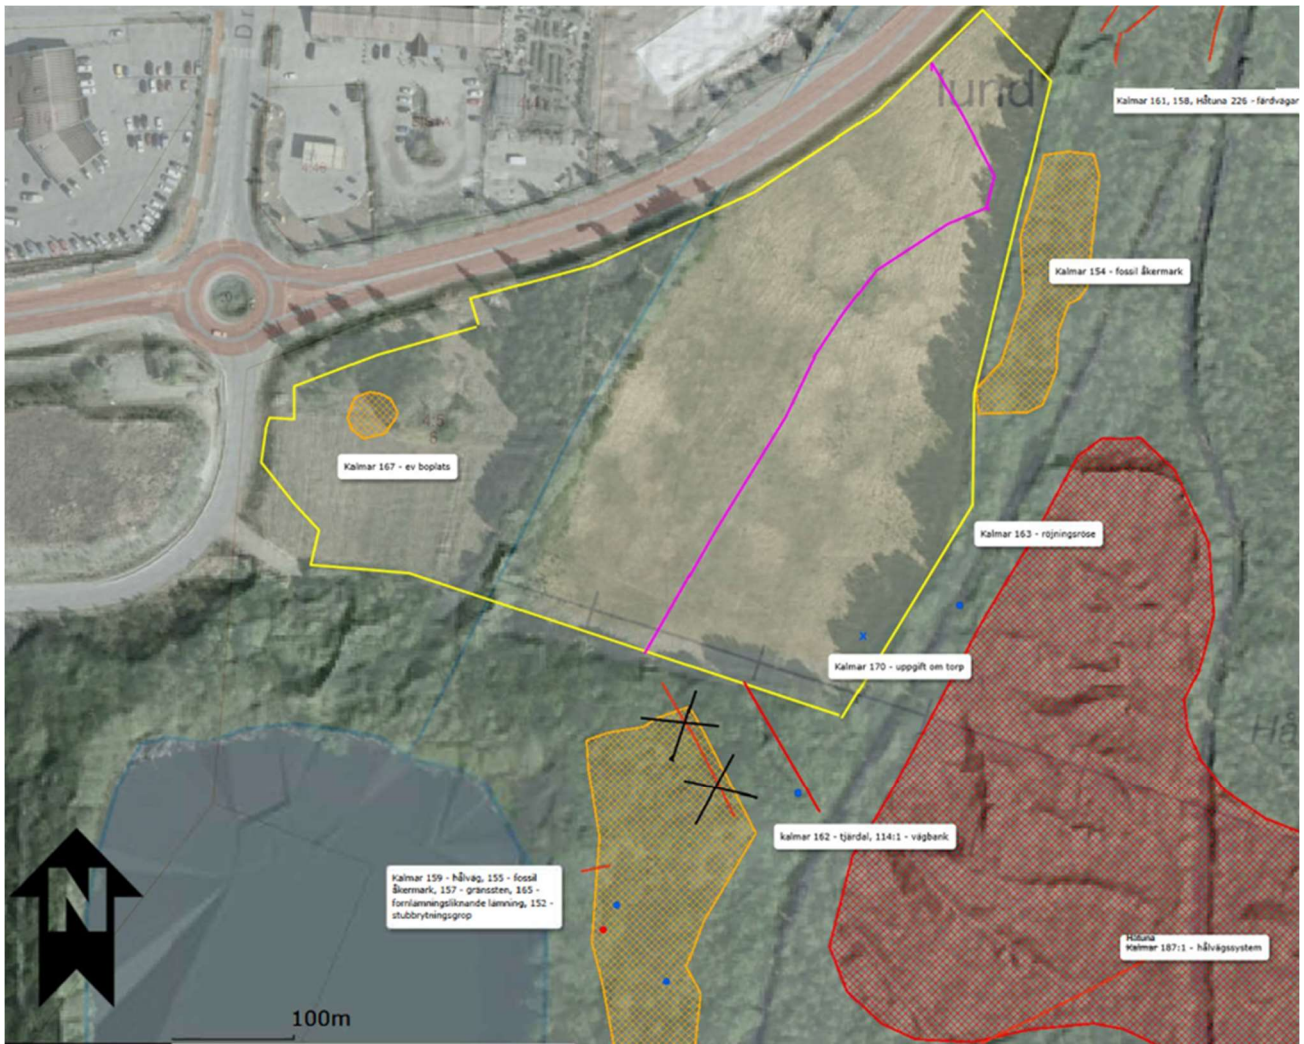 lund
Kalmar 161, 158, Håtuna 226 - färdvägar
Kalmar 154 - fossil åkermark
Kalmar 167 - ev boplats
Kalmar 163 - röjningsröse
x
Kalmar 170 - uppgift om torp
Hå
kalmar 162 - tjärdal, 114:1 - vägbank
Kalmar 159 - hålväg, 155 - fossil
åkermark, 157 - gränssten, 165 -
fornlämningsliknande lämning, 152 -
stubbrytningsgrop
N
Håtuna
Kalmar 187:1 - hålvägssystem
100m